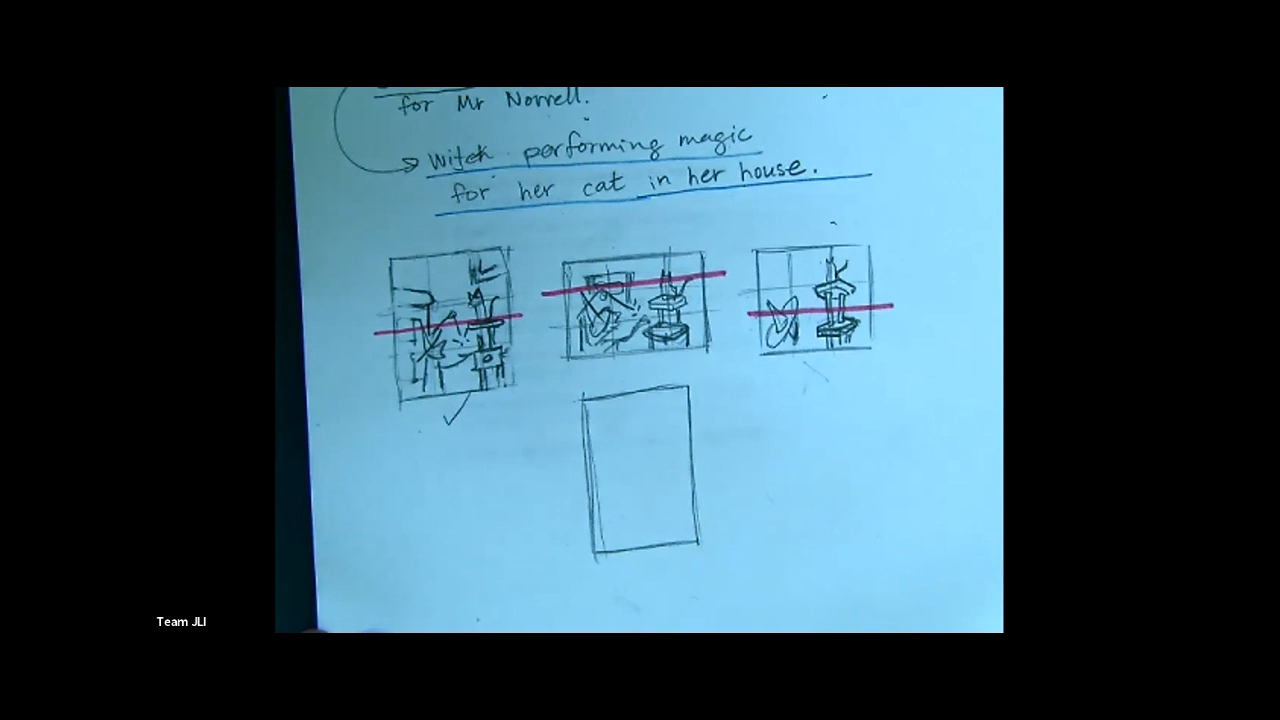 for Mr Norrell.
Witch performing magic
for her cat in her house.
Team JLI